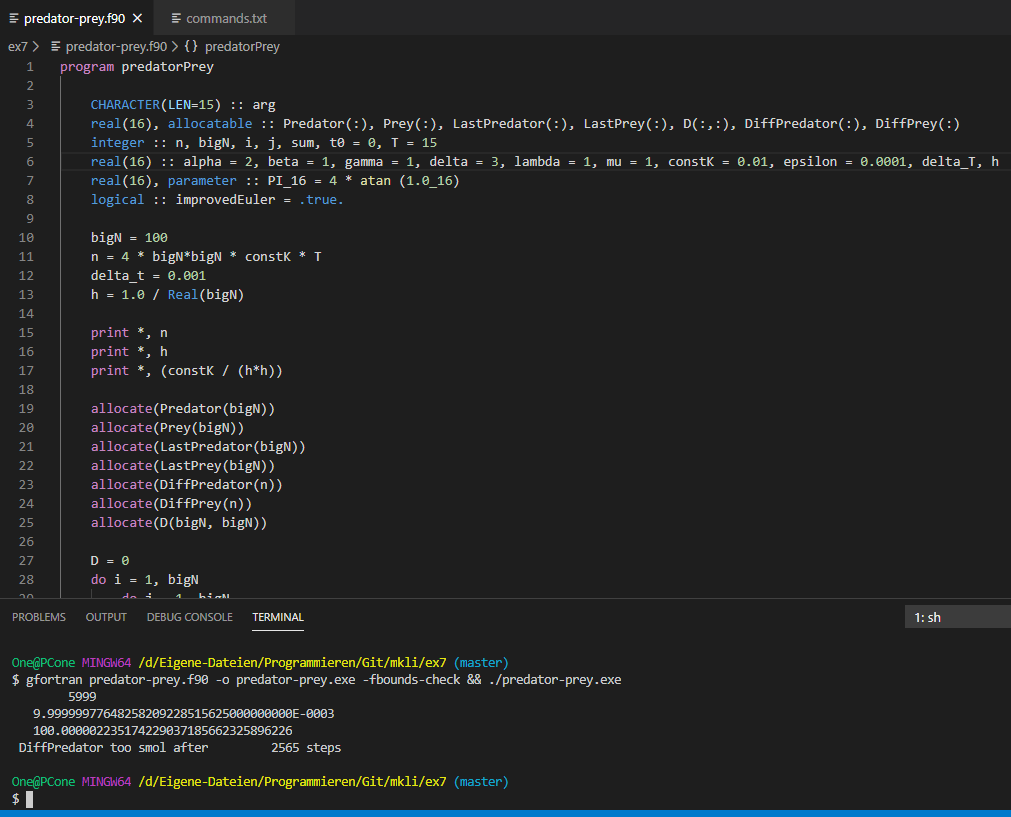 predator-prey.f90 ×
commands.txt
ex7 > predator-prey.f90 > {} predatorPrey
1 program predatorPrey
2
3 CHARACTER(LEN=15) :: arg
4 real(16), allocatable :: Predator(:), Prey(:), LastPredator(:), LastPrey(:), D(:,:), DiffPredator(:), DiffPrey(:)
5 integer :: n, bigN, i, j, sum, t0 = 0, T = 15
6 real(16) :: alpha = 2, beta = 1, gamma = 1, delta = 3, lambda = 1, mu = 1, constK = 0.01, epsilon = 0.0001, delta_T, h
7 real(16), parameter :: PI_16 = 4 * atan (1.0_16)
8 logical :: improvedEuler = .true.
9
10 bigN = 100
11 n = 4 * bigN*bigN * constK * T
12 delta_t = 0.001
13 h = 1.0 / Real(bigN)
14
15 print *, n
16 print *, h
17 print *, (constK / (h*h))
18
19 allocate(Predator(bigN))
20 allocate(Prey(bigN))
21 allocate(LastPredator(bigN))
22 allocate(LastPrey(bigN))
23 allocate(DiffPredator(n))
24 allocate(DiffPrey(n))
25 allocate(D(bigN, bigN))
26
27 D = 0
28 do i = 1, bigN
29 do j = 1, bigN
PROBLEMS OUTPUT DEBUG CONSOLE TERMINAL 1: sh
One@PCone MINGW64 /d/Eigene-Dateien/Programmieren/Git/mkli/ex7 (master)
$ gfortran predator-prey.f90 -o predator-prey.exe -fbounds-check && ./predator-prey.exe
5999
9.99999977648258209228515625000000000E-0003
100.000002235174229037185662325896226
DiffPredator too smol after 2565 steps
One@PCone MINGW64 /d/Eigene-Dateien/Programmieren/Git/mkli/ex7 (master)
$